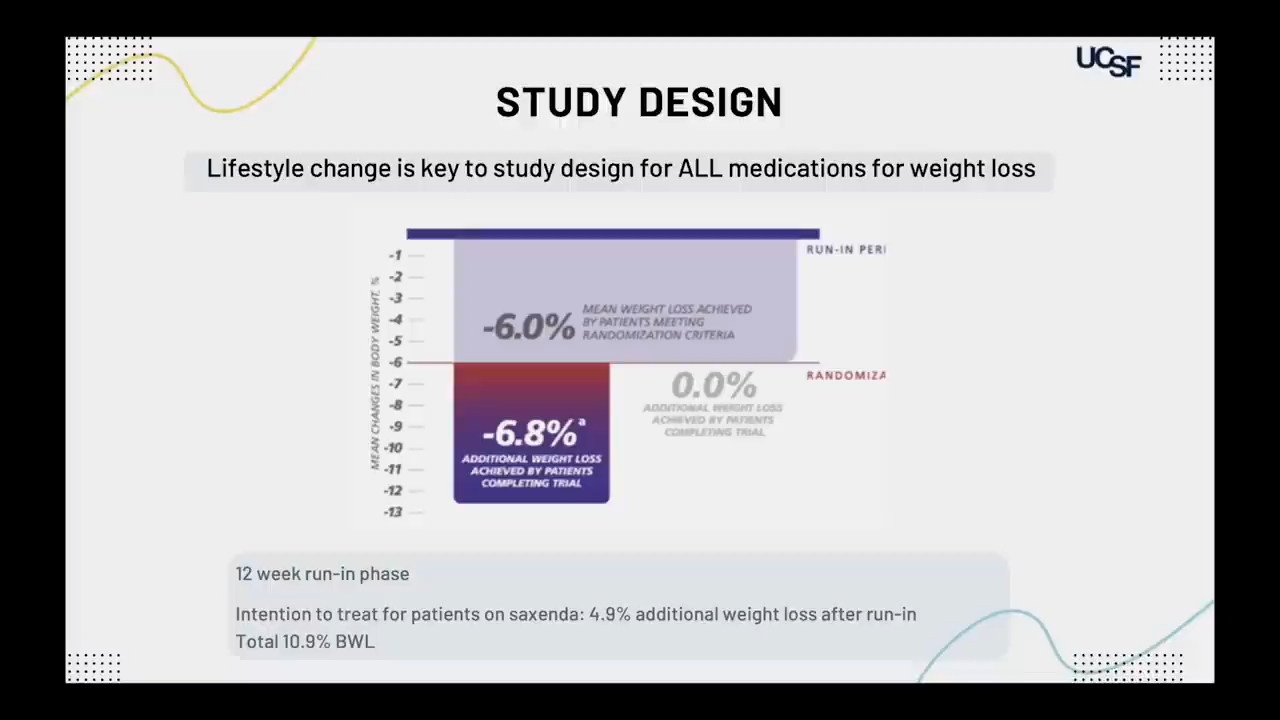 UCSF
STUDY DESIGN
Lifestyle change is key to study design for ALL medications for weight loss
RUN-IN PERI
-1
-2
-3
-4
-5
-6
-7
-8
-9
-10
-11
-12
-13
MEAN CHANGES IN BODY WEIGHT, %
-6.0%
MEAN WEIGHT LOSS ACHIEVED
BY PATIENTS MEETING
RANDOMIZATION CRITERIA
RANDOMIZA
-6.8%a
ADDITIONAL WEIGHT LOSS
ACHIEVED BY PATIENTS
COMPLETING TRIAL
0.0%
ADDITIONAL WEIGHT LOSS
ACHIEVED BY PATIENTS
COMPLETING TRIAL
12 week run-in phase
Intention to treat for patients on saxenda: 4.9% additional weight loss after run-in
Total 10.9% BWL